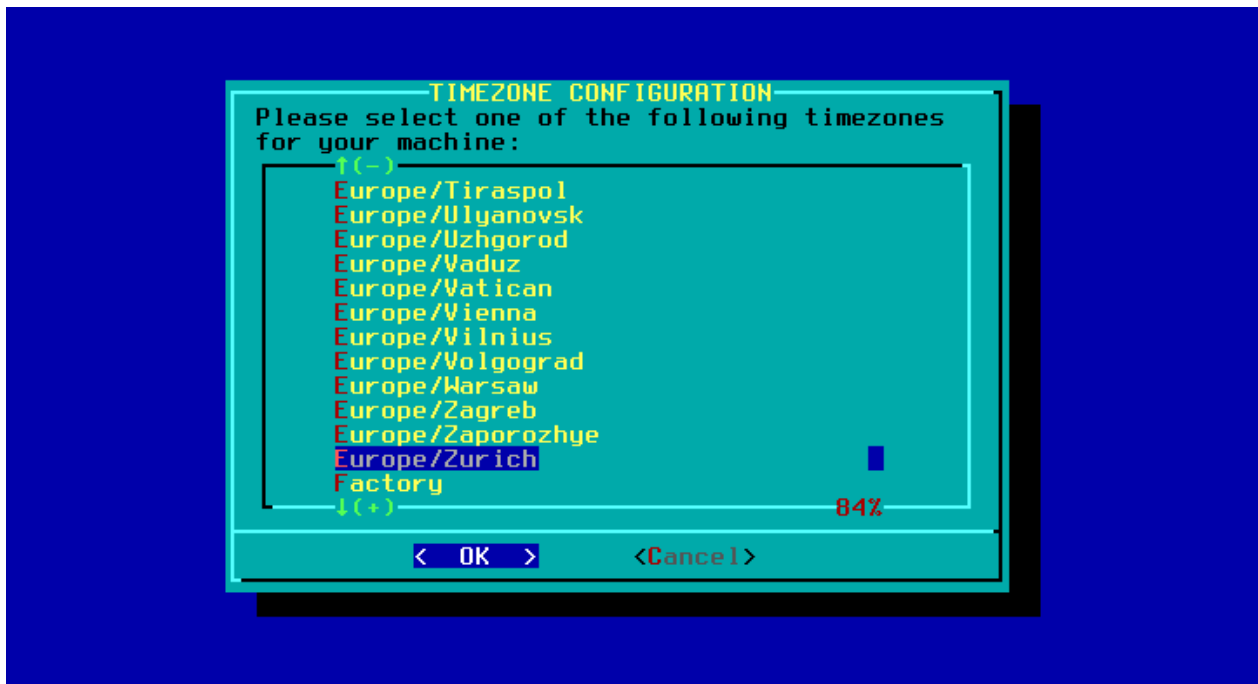 TIMEZONE CONFIGURATION
Please select one of the following timezones
for your machine:
↑(-)
Europe/Tiraspol
Europe/Ulyanovsk
Europe/Uzhgorod
Europe/Vaduz
Europe/Vatican
Europe/Vienna
Europe/Vilnius
Europe/Volgograd
Europe/Warsaw
Europe/Zagreb
Europe/Zaporozhye
Europe/Zurich
Factory
↓(+) 84%
< OK > <Cancel>